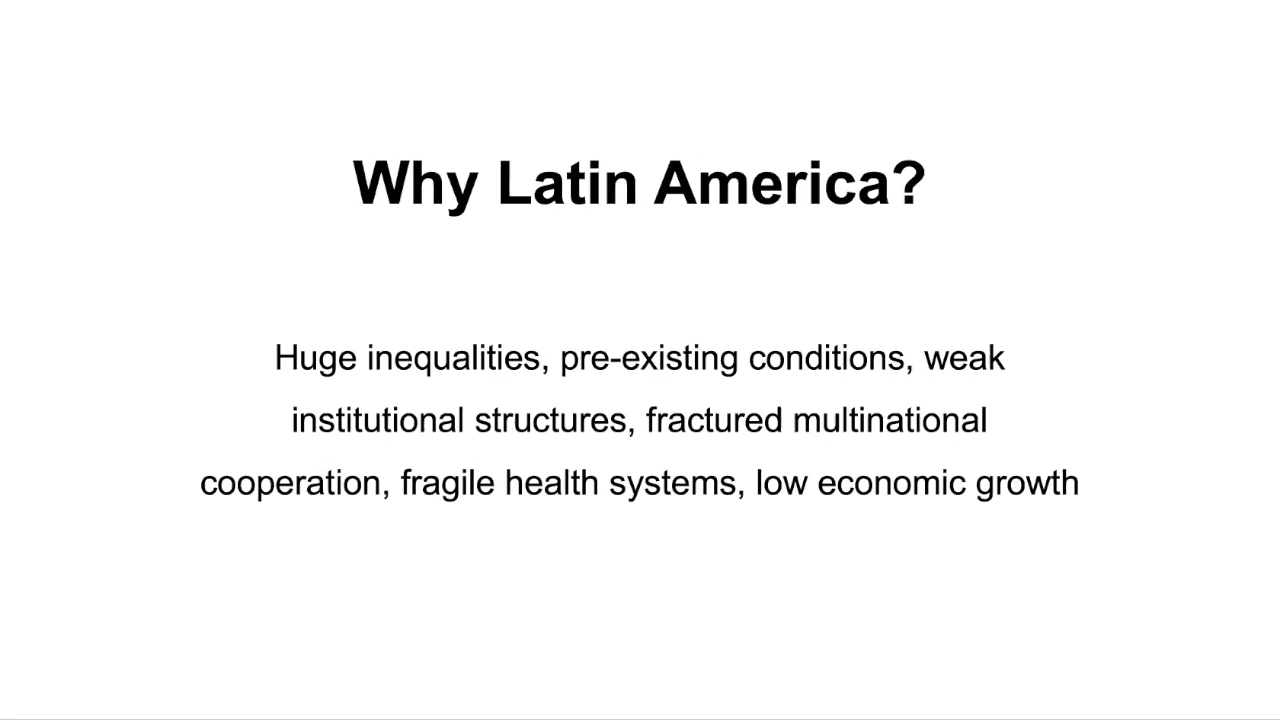 Why Latin America?
Huge inequalities, pre-existing conditions, weak
institutional structures, fractured multinational
cooperation, fragile health systems, low economic growth